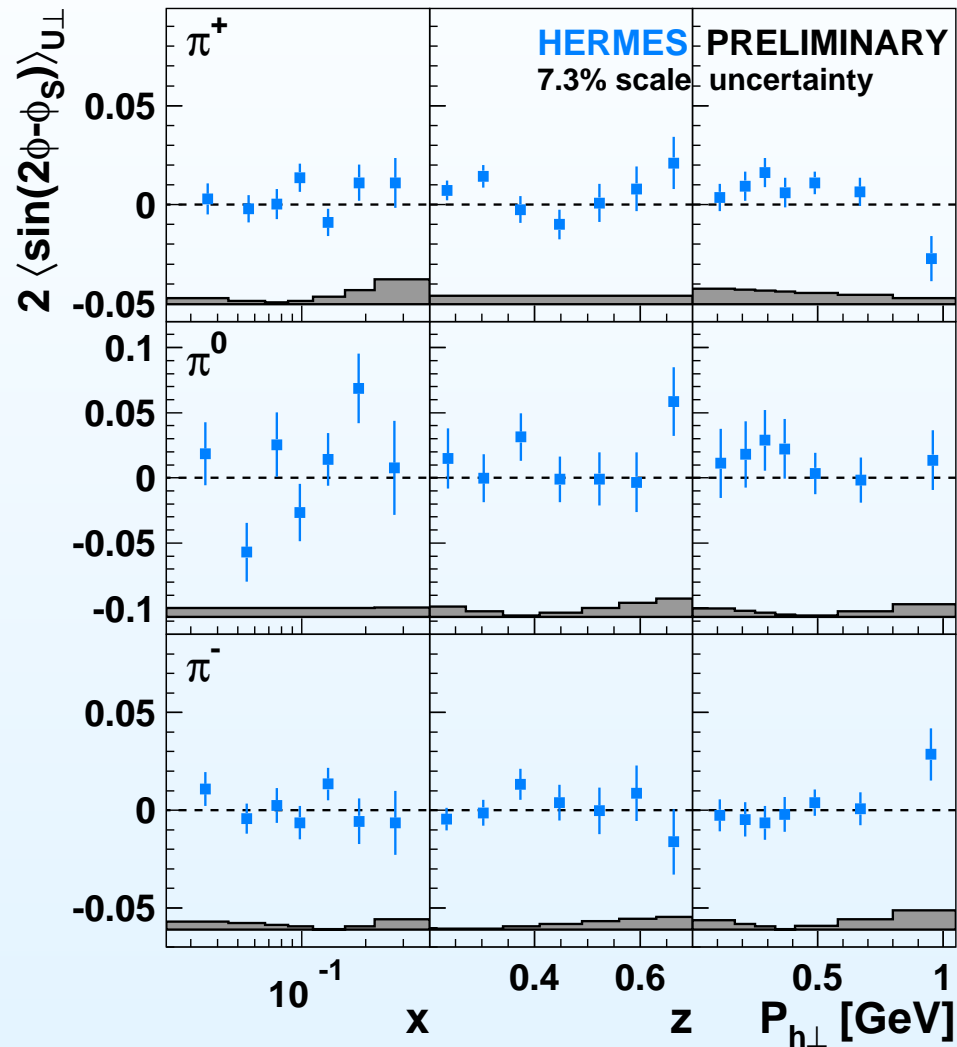 2 ⟨sin(2ϕ-ϕS)⟩U⊥
π+
HERMES PRELIMINARY
7.3% scale uncertainty
0.05
0
-0.05
π0
0.1
0.05
0
-0.05
-0.1
π-
0.05
0
-0.05
10-1
0.4
0.6
0.5
1
x
z
Ph⊥ [GeV]